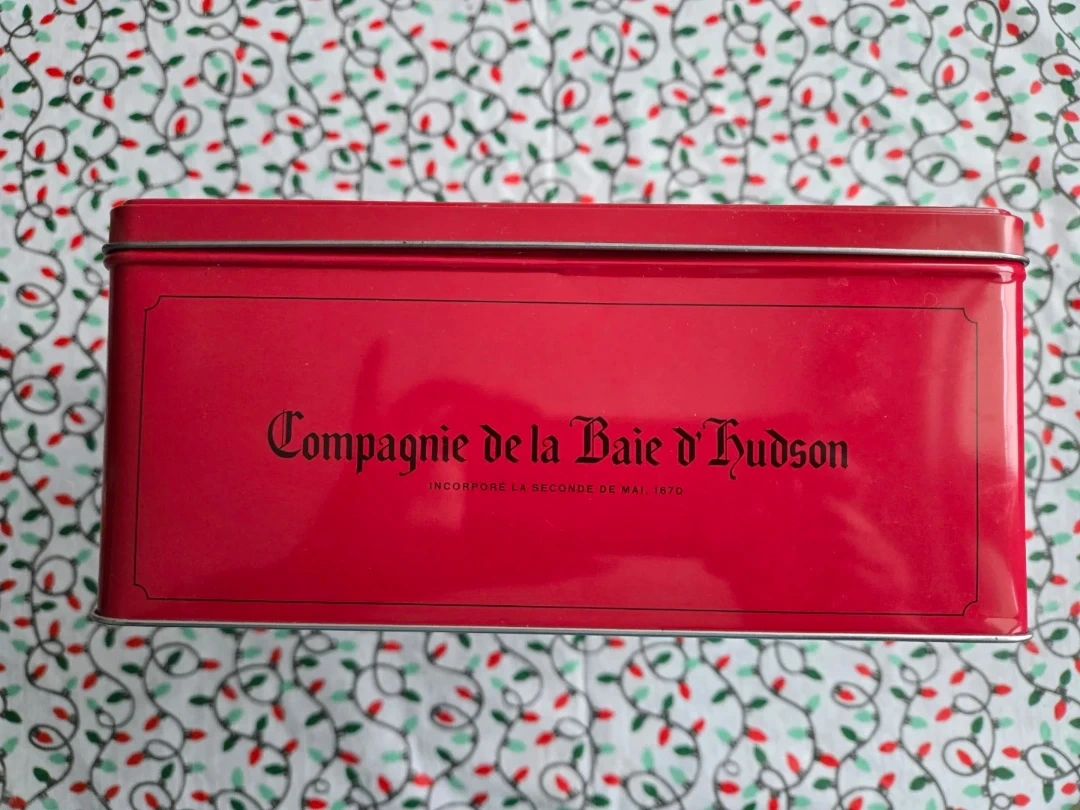 Compagnie de la Baie d'Hudson
INCORPORÉ LA SECONDE DE MAI, 1670